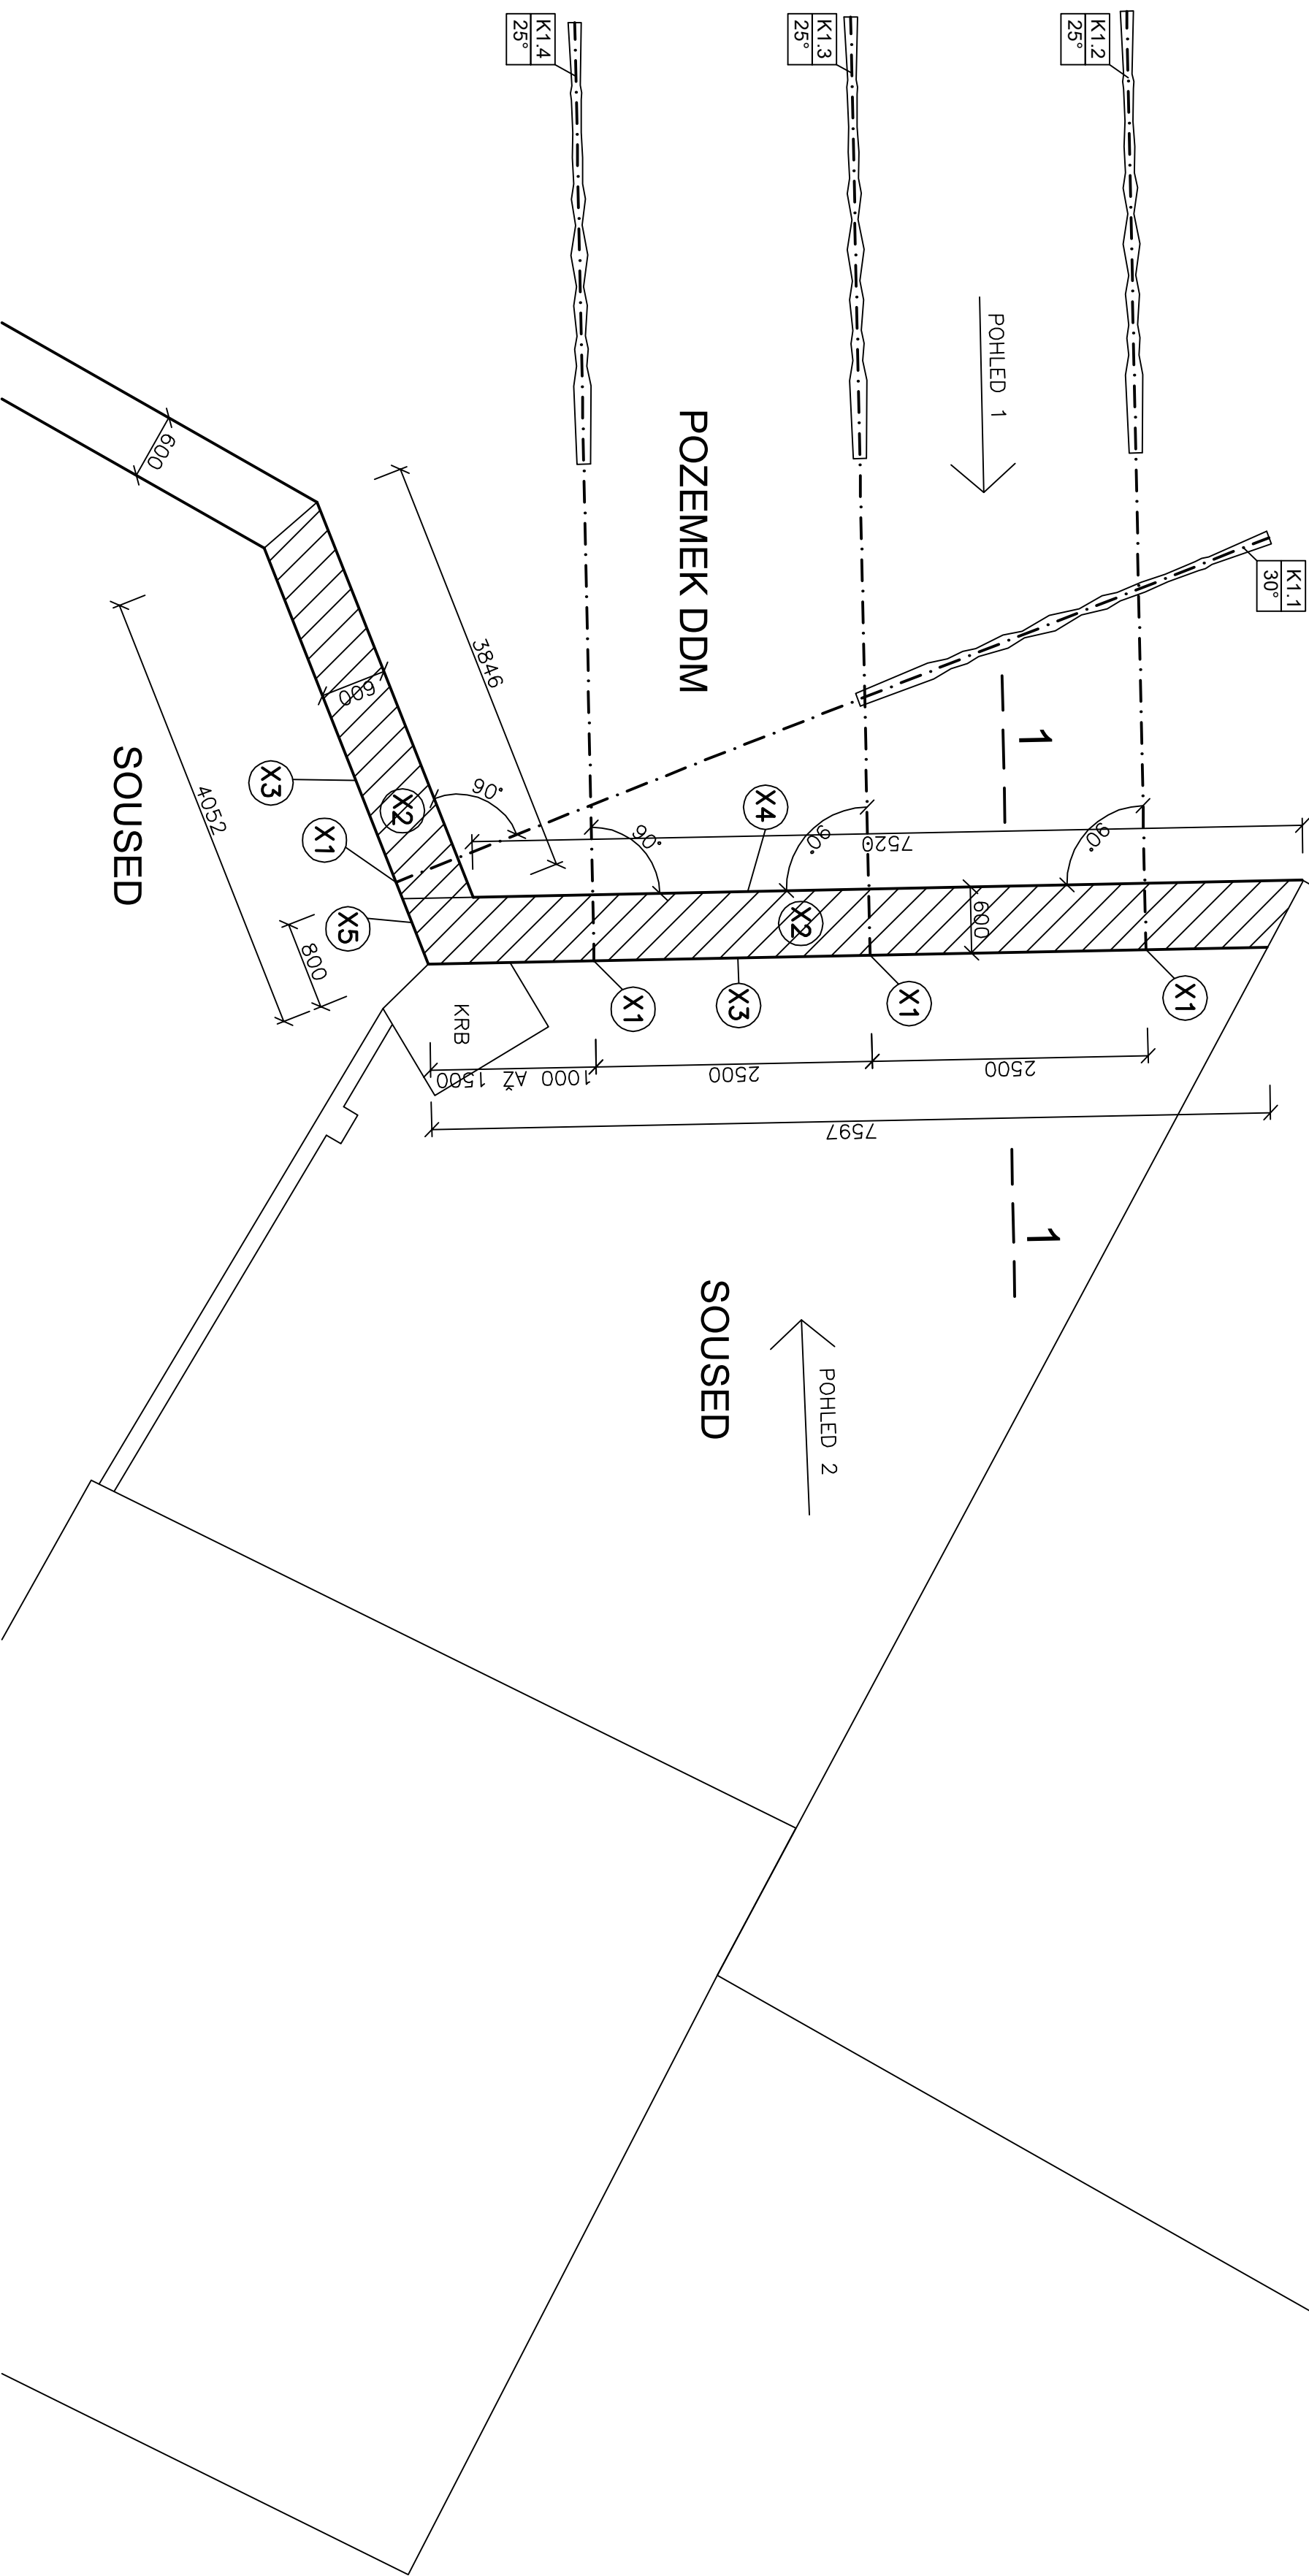 K1.4
25°
K1.3
25°
K1.2
25°
POHLED 1
K1.1
30°
POZEMEK DDM
600
3846
600
1
X4
7520
90°
90°
90°
90°
SOUSED
X3
4052
X2
X1
X5
800
X2
600
X1
X3
X1
X1
KRB
1000 AŽ 1500
2500
2500
7597
1
SOUSED
POHLED 2